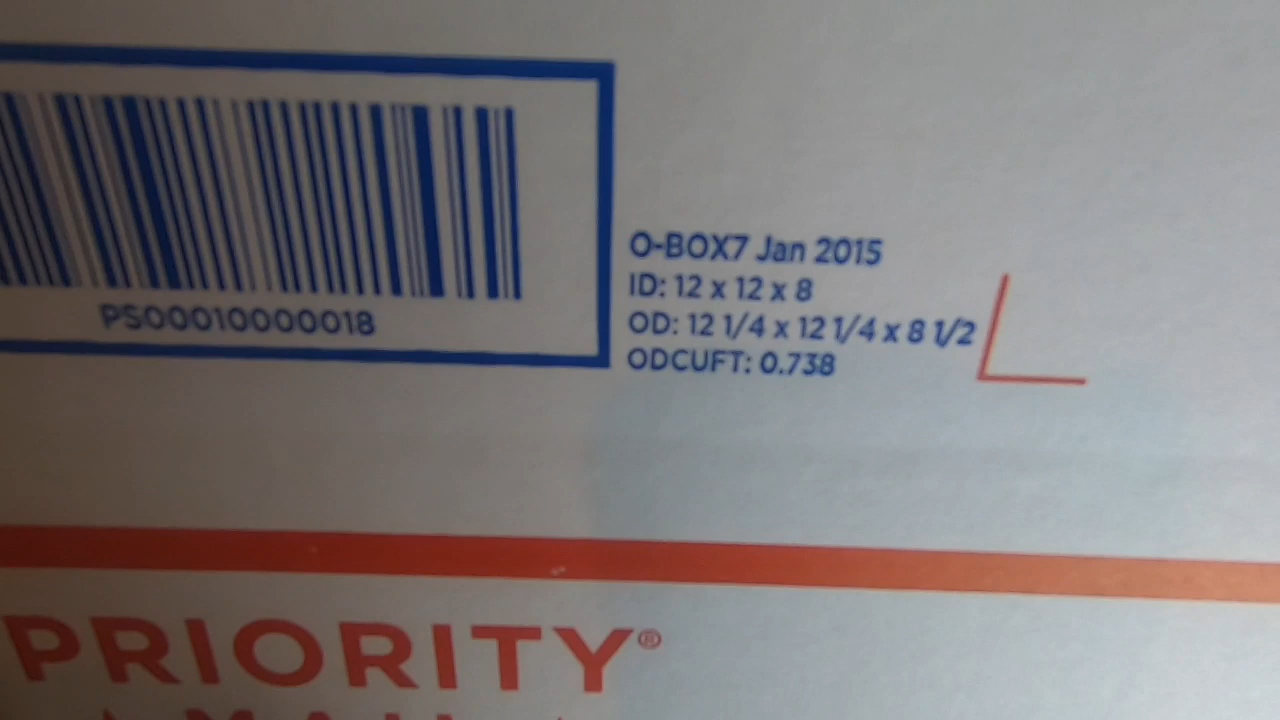 PS00010000018
O-BOX7 Jan 2015
ID: 12 x 12 x 8
OD: 12 1/4 x 12 1/4 x 8 1/2
ODCUFT: 0.738
PRIORITY®
MAIL